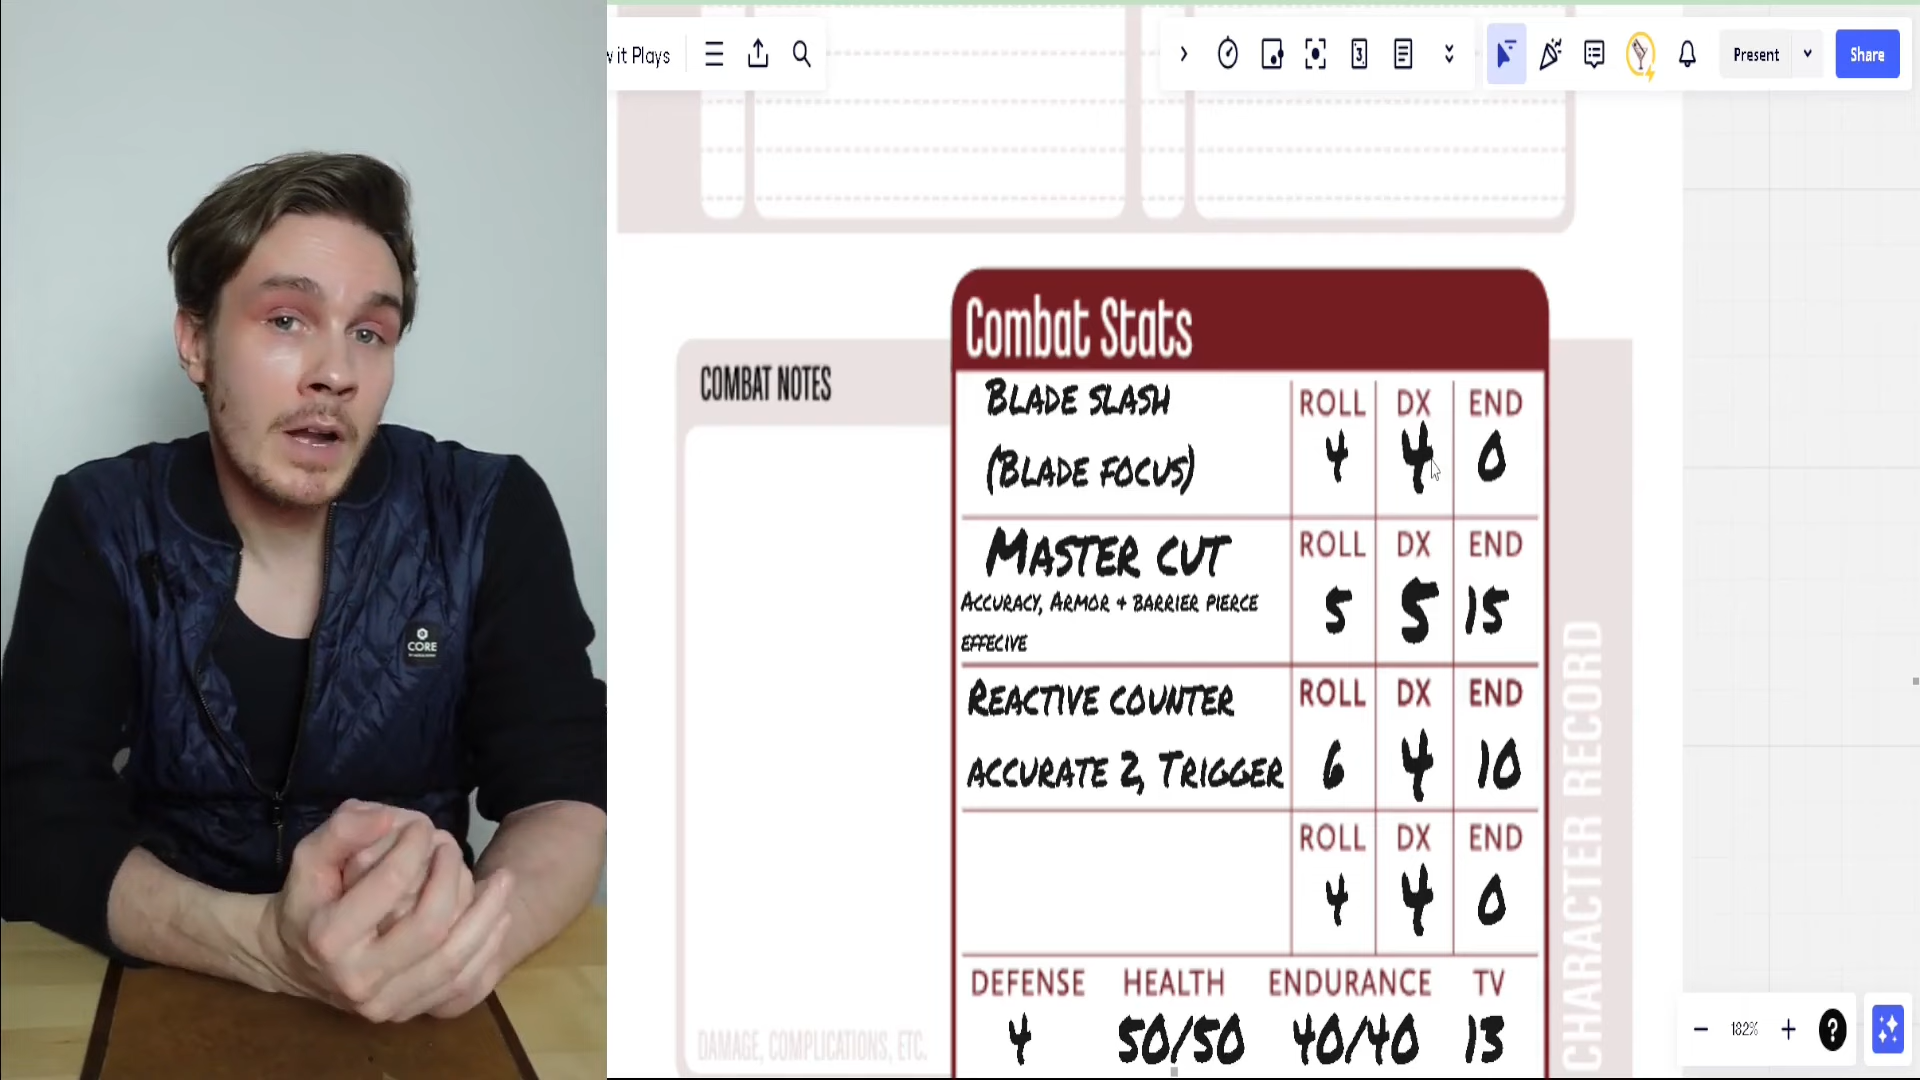 v it Plays
3
Present
Share
Combat Stats
COMBAT NOTES
BLADE SLASH
(BLADE FOCUS)
ROLL DX END
4 4 0
MASTER CUT
ACCURACY, ARMOR + BARRIER PIERCE
EFFECIVE
ROLL DX END
5 5 15
REACTIVE COUNTER
ACCURATE 2, TRIGGER
ROLL DX END
6 4 10
ROLL DX END
4 4 0
DEFENSE HEALTH ENDURANCE TV
4 50/50 40/40 13
DAMAGE, COMPLICATIONS, ETC.
CHARACTER RECORD
CORE
182%
?